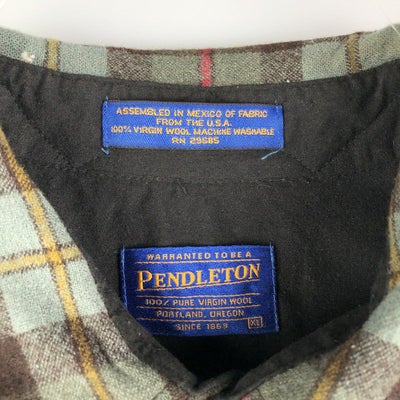 ASSEMBLED IN MEXICO OF FABRIC
FROM THE U.S.A.
100% VIRGIN WOOL MACHINE WASHABLE
RN 29685
WARRANTED TO BE A
PENDLETON
100% PURE VIRGIN WOOL
PORTLAND, OREGON
SINCE 1863 XL